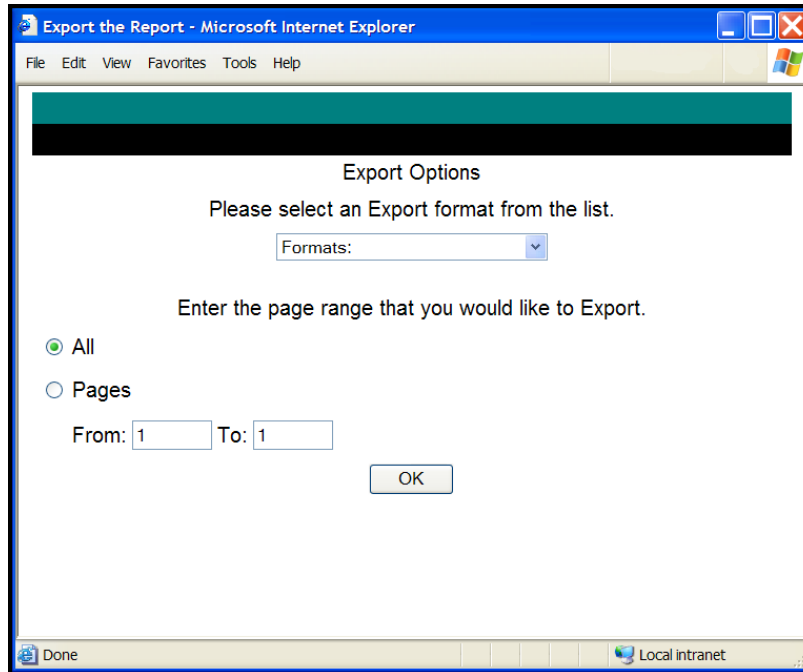 Export the Report - Microsoft Internet Explorer
File Edit View Favorites Tools Help
Export Options
Please select an Export format from the list.
Formats:
Enter the page range that you would like to Export.
All
Pages
From: 1 To: 1
OK
Done Local intranet